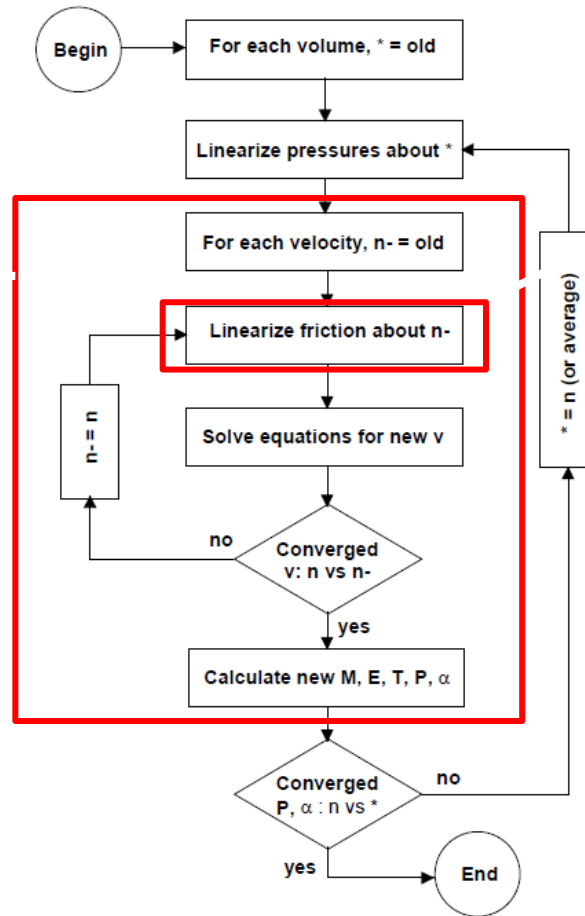 Begin
For each volume, * = old
Linearize pressures about *
For each velocity, n- = old
Linearize friction about n-
n- = n
* = n (or average)
Solve equations for new v
no
Converged
v: n vs n-
yes
Calculate new M, E, T, P, α
Converged
P, α : n vs *
no
yes
End